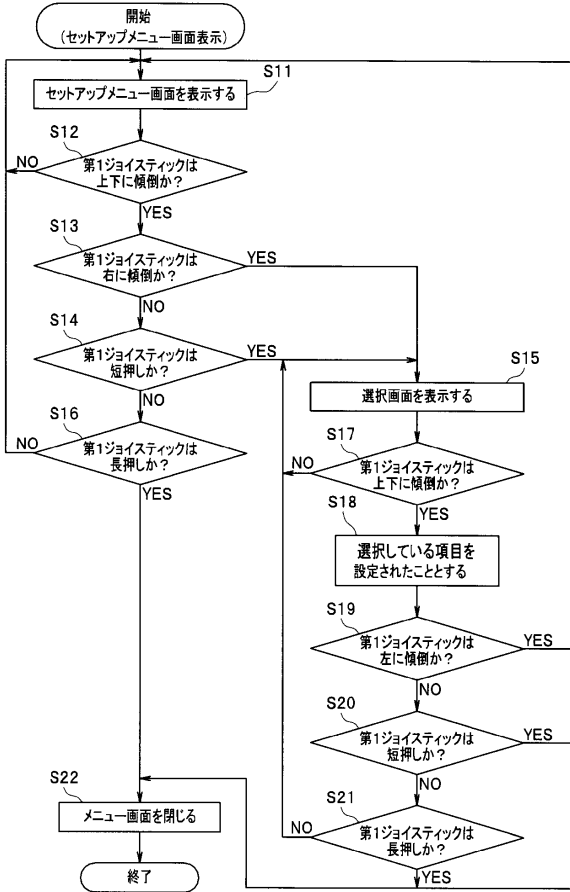 開始
(セットアップメニュー画面表示)
S11
セットアップメニュー画面を表示する
S12
第1ジョイスティックは
上下に傾倒か?
NO
YES
S13
第1ジョイスティックは
右に傾倒か?
YES
NO
S14
第1ジョイスティックは
短押しか?
YES
NO
S15
選択画面を表示する
S16
第1ジョイスティックは
長押しか?
NO
YES
S17
第1ジョイスティックは
上下に傾倒か?
NO
YES
S18
選択している項目を
設定されたこととする
S19
第1ジョイスティックは
左に傾倒か?
YES
NO
S20
第1ジョイスティックは
短押しか?
YES
NO
S21
第1ジョイスティックは
長押しか?
NO
YES
S22
メニュー画面を閉じる
終了